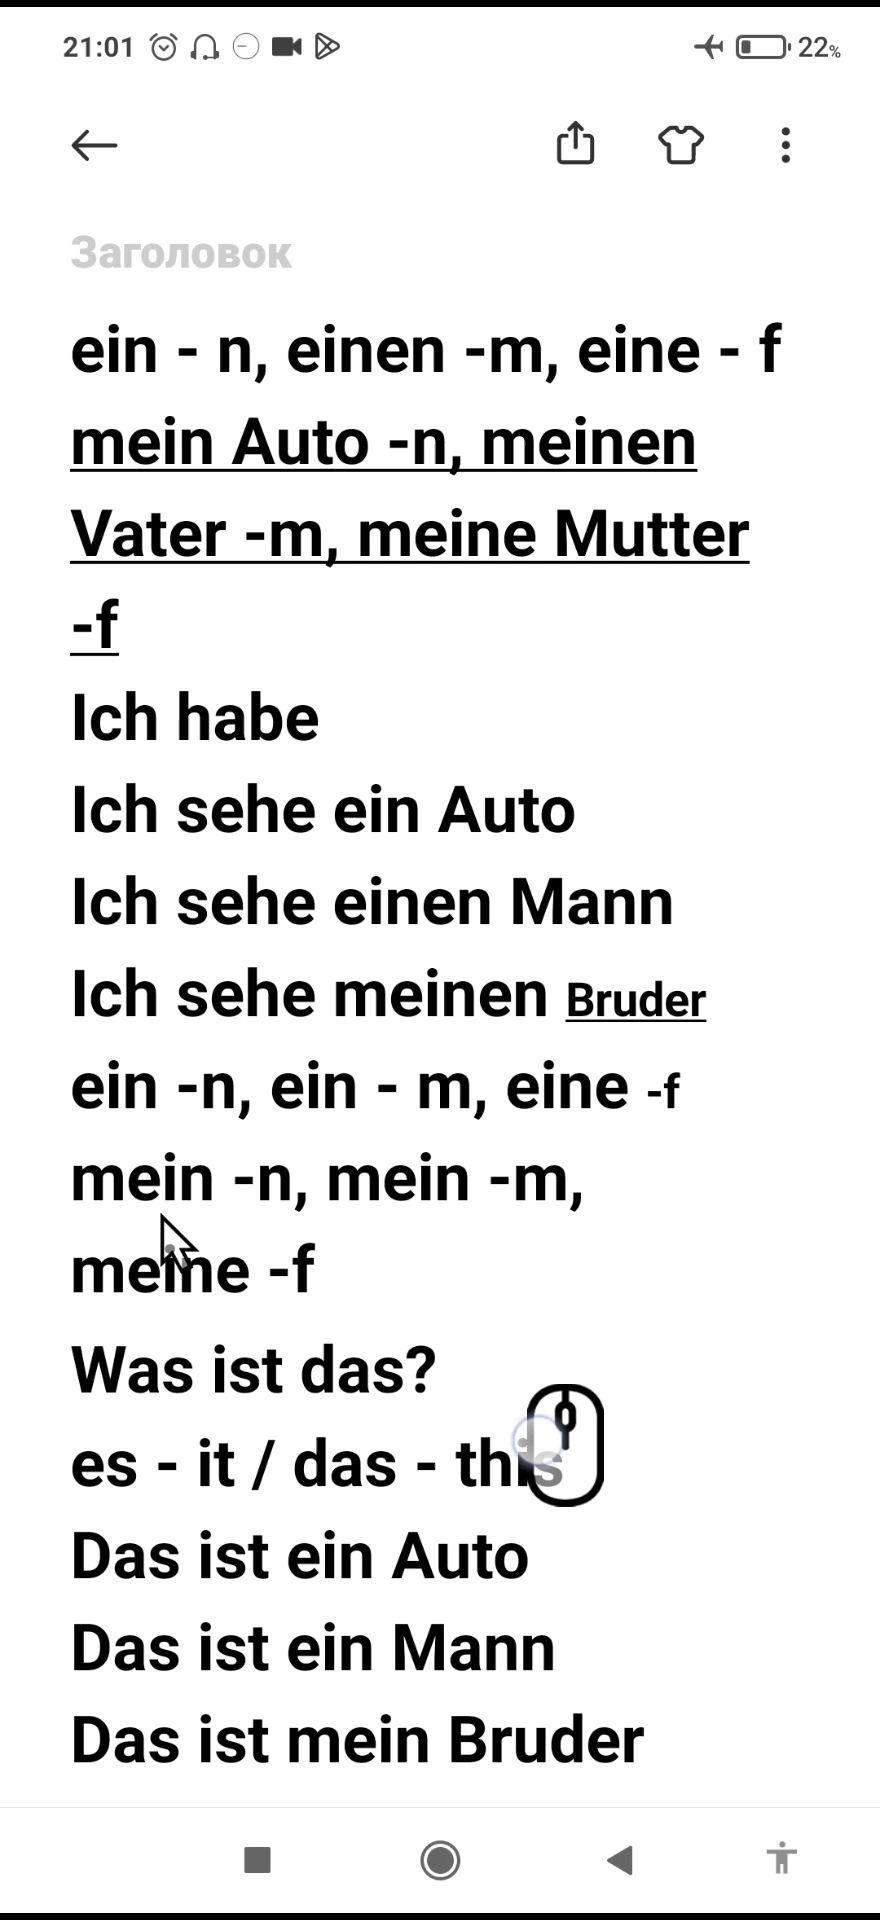 21:01 22%
Заголовок
ein - n, einen -m, eine - f
mein Auto -n, meinen
Vater -m, meine Mutter
-f
Ich habe
Ich sehe ein Auto
Ich sehe einen Mann
Ich sehe meinen Bruder
ein -n, ein - m, eine -f
mein -n, mein -m,
meine -f
Was ist das?
es - it / das - this
Das ist ein Auto
Das ist ein Mann
Das ist mein Bruder